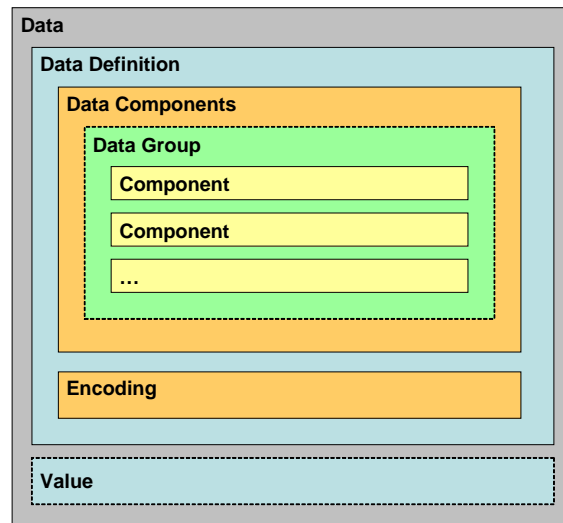 Data
Data Definition
Data Components
Data Group
Component
Component
...
Encoding
Value